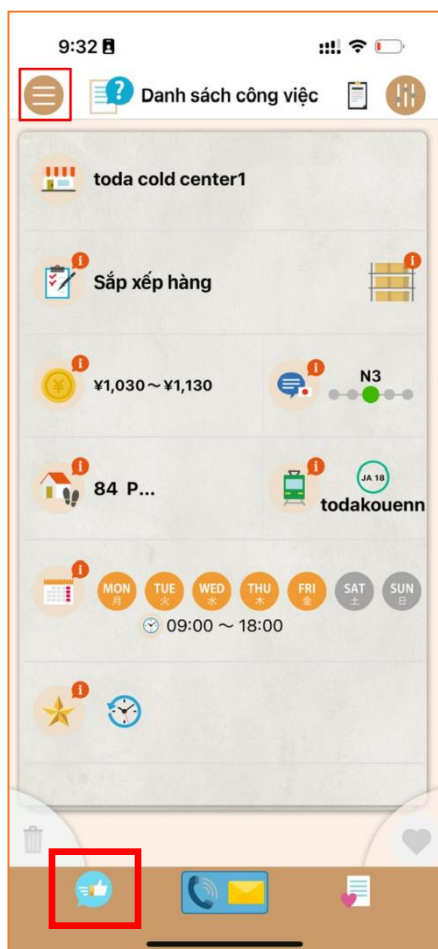 9:32
Danh sách công việc
toda cold center1
Sắp xếp hàng
¥1,030～¥1,130
N3
84 P...
JA 18
todakouenn
MON TUE WED THU FRI SAT SUN
月 火 水 木 金 土 日
09:00 ～ 18:00